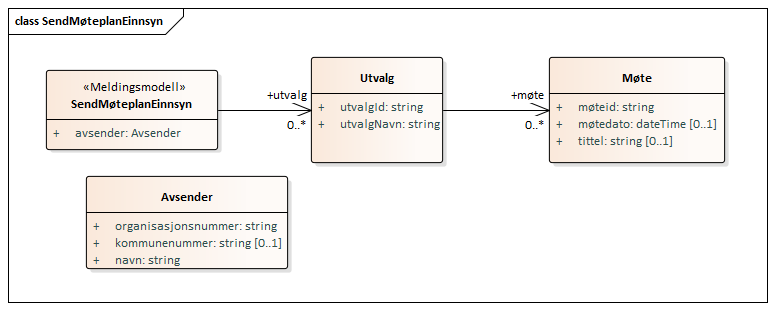 class SendMøteplanEinnsyn
«Meldingsmodell»
SendMøteplanEinnsyn
+ avsender: Avsender
+utvalg
0..*
Utvalg
+ utvalgId: string
+ utvalgNavn: string
+møte
0..*
Møte
+ møteid: string
+ møtedato: dateTime [0..1]
+ tittel: string [0..1]
Avsender
+ organisasjonsnummer: string
+ kommunenummer: string [0..1]
+ navn: string